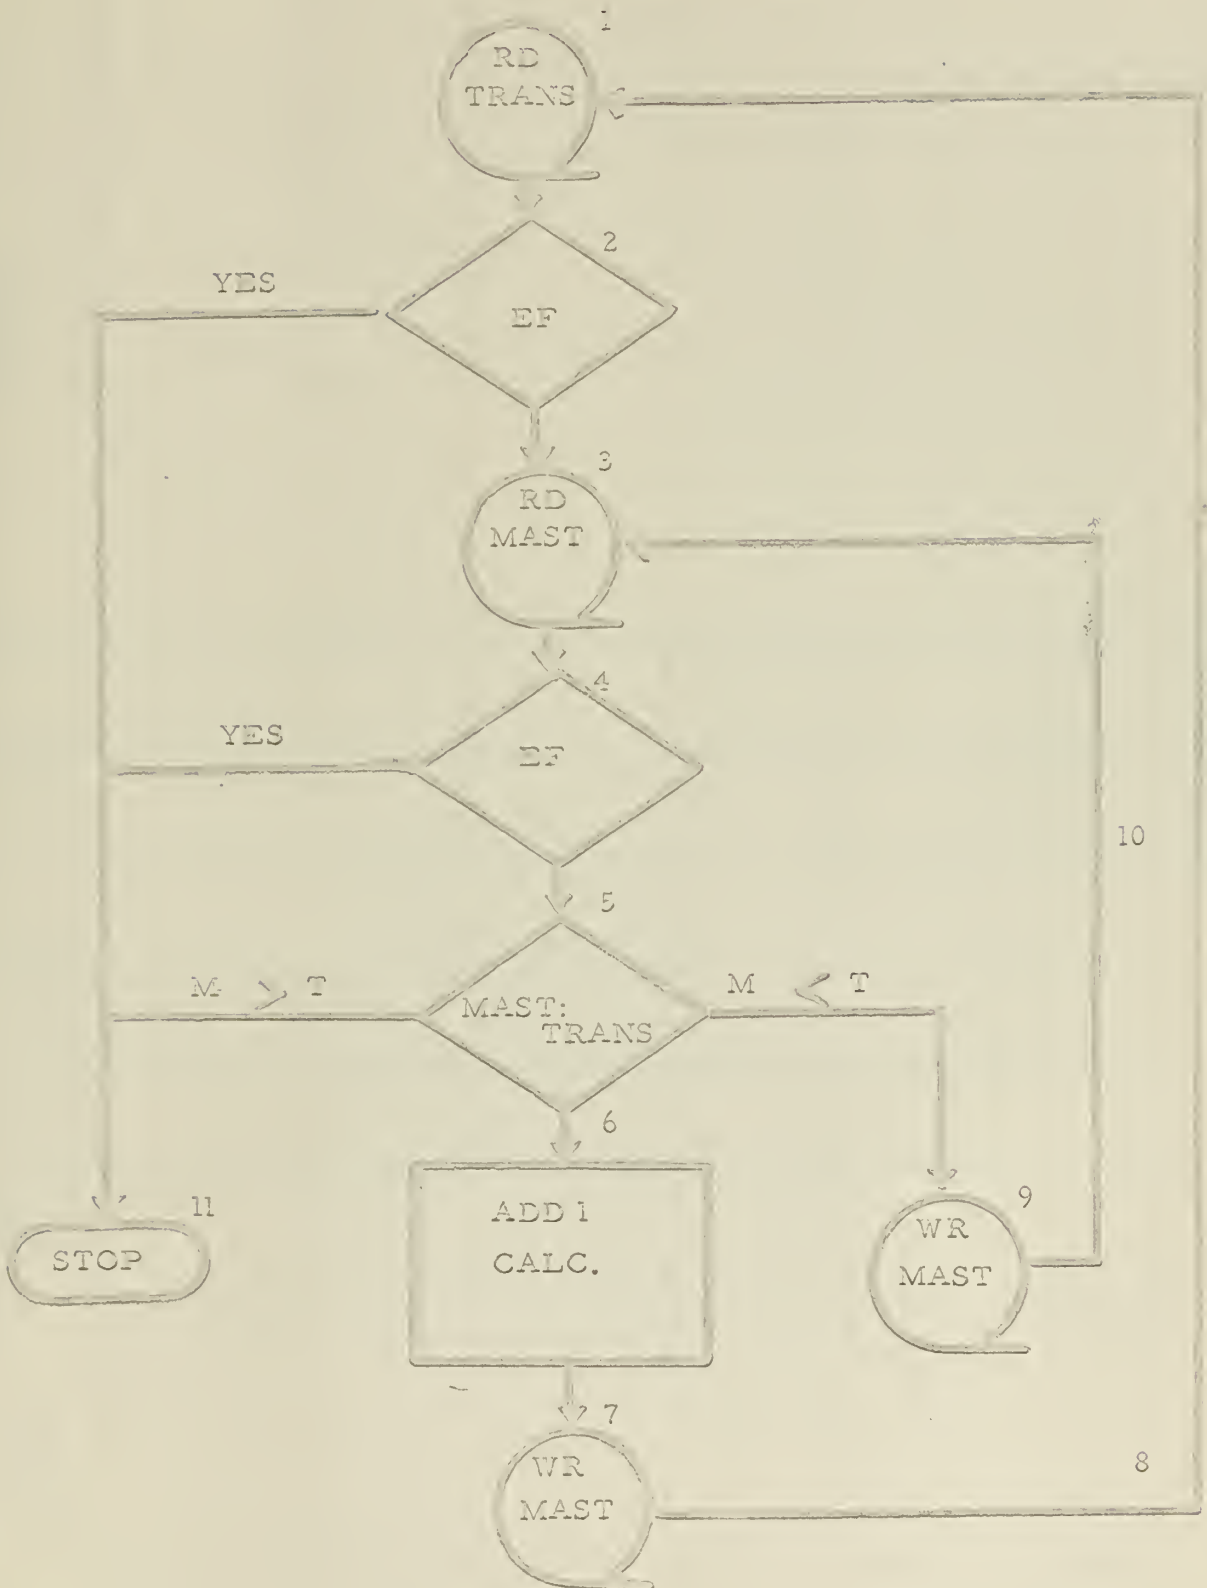 1
RD
TRANS
2
YES
EF
3
RD
MAST
4
YES
EF
10
5
M > T
M < T
MAST:
TRANS
6
11
STOP
ADD 1
CALC.
9
WR
MAST
7
WR
MAST
8